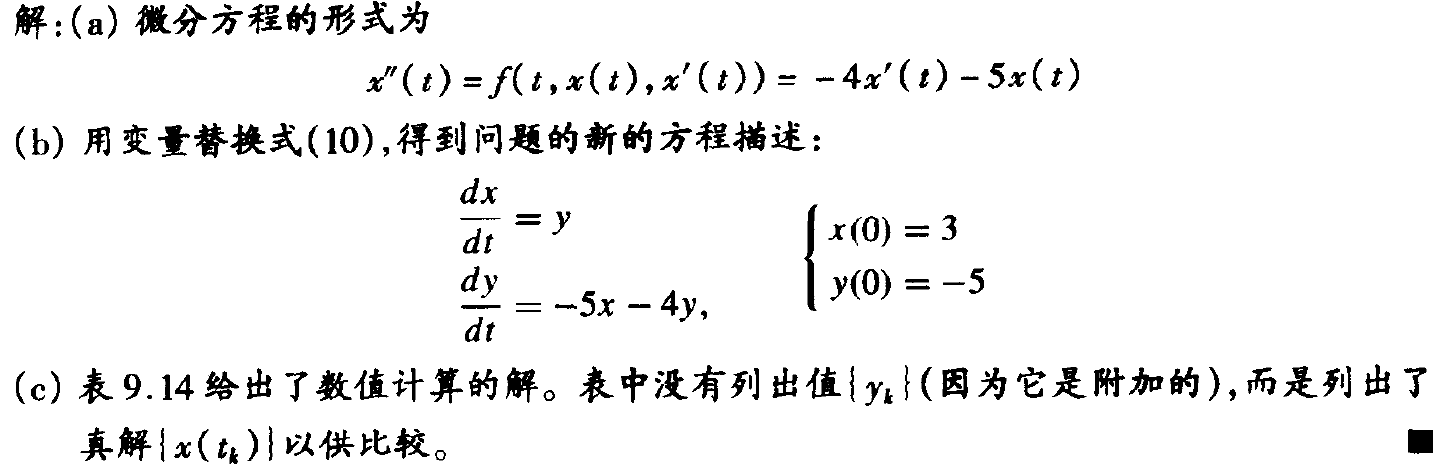 解:(a) 微分方程的形式为
x″(t) = f(t, x(t), x′(t)) = −4x′(t) − 5x(t)
(b) 用变量替换式(10),得到问题的新的方程描述:
dx/dt = y
dy/dt = −5x − 4y,
{ x(0) = 3
y(0) = −5
(c) 表 9.14 给出了数值计算的解。表中没有列出值{y_k}(因为它是附加的),而是列出了
真解{x(t_k)}以供比较。 ■